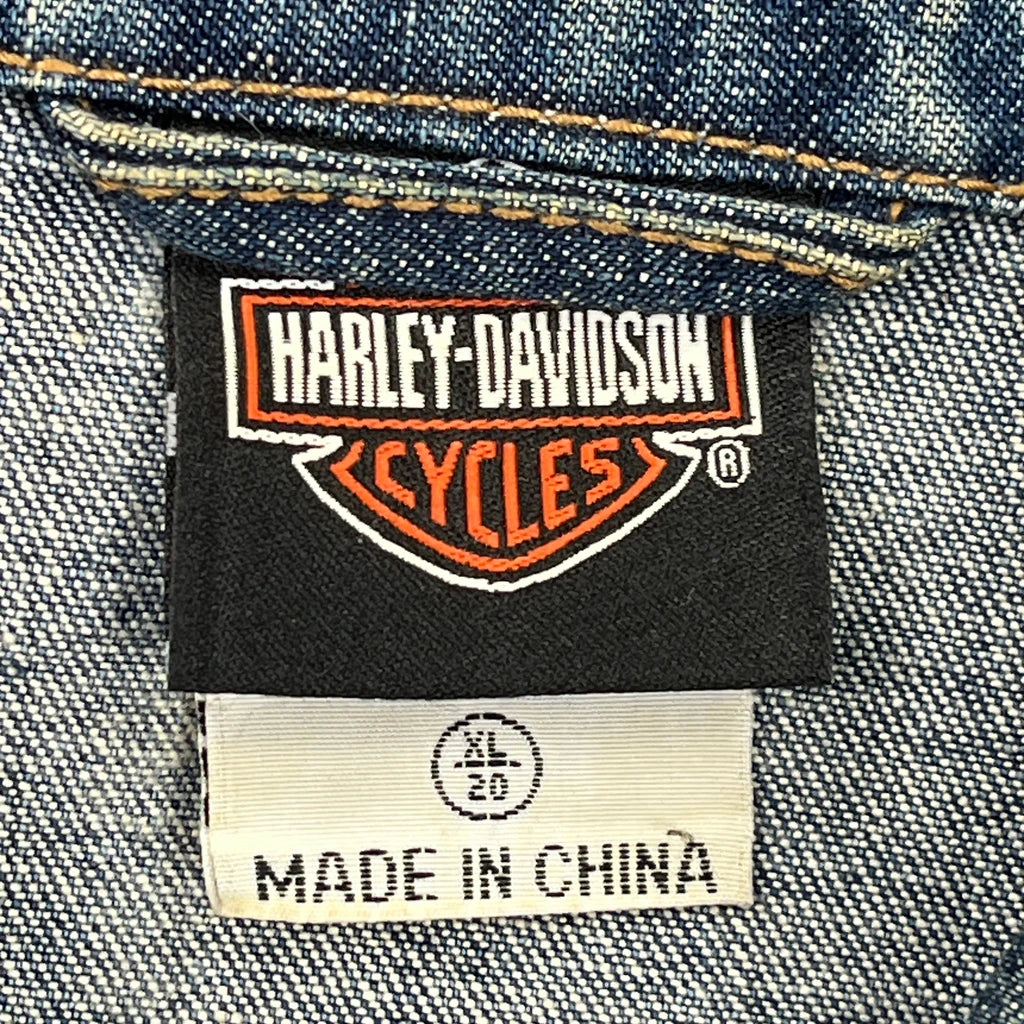 HARLEY-DAVIDSON
CYCLES ®
XL
20
MADE IN CHINA